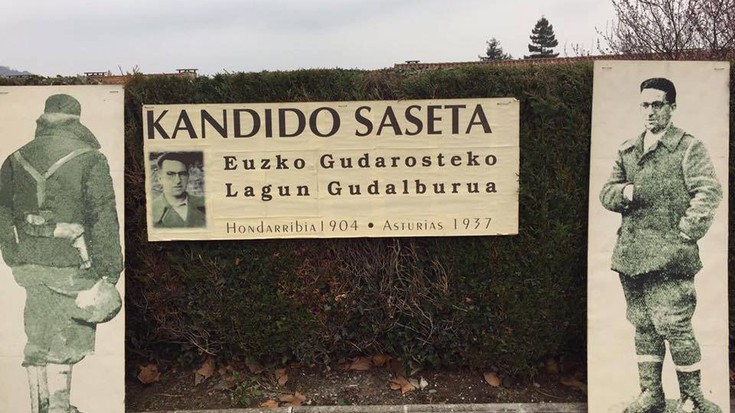 KANDIDO SASETA
Euzko Gudarosteko
Lagun Gudalburua
Hondarribia 1904 • Asturias 1937